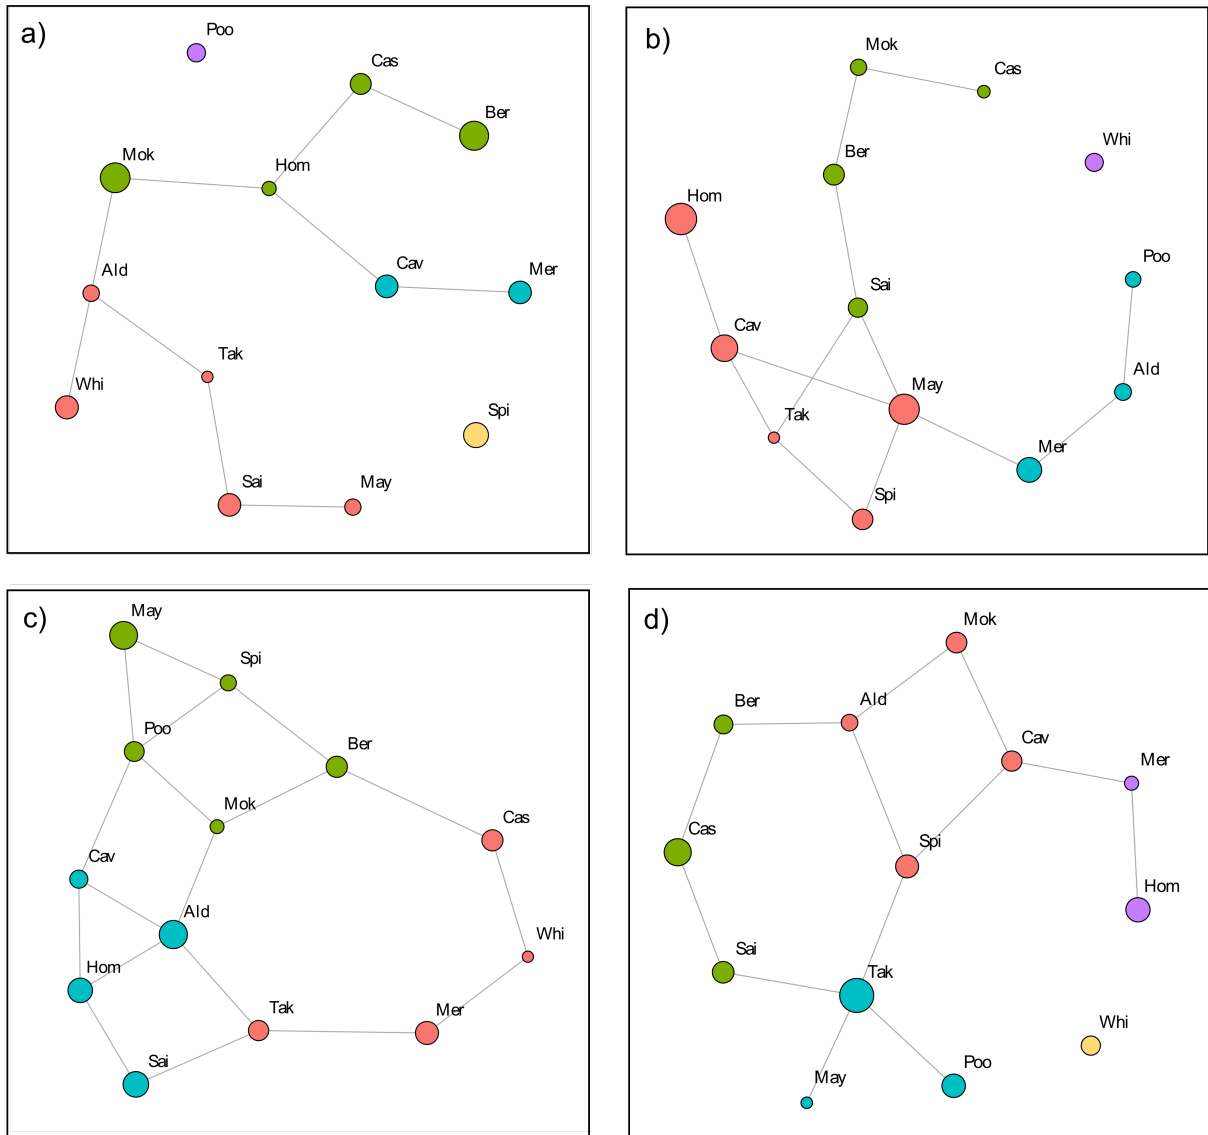 a)
Poo
Cas
Ber
Mok
Hom
Ald
Cav
Mer
Tak
Whi
Spi
Sai
May
b)
Mok
Cas
Whi
Ber
Hom
Poo
Sai
Cav
Ald
May
Tak
Mer
Spi
c)
May
Spi
Poo
Ber
Mok
Cas
Cav
Ald
Whi
Hom
Tak
Mer
Sai
d)
Mok
Ber
Ald
Cav
Mer
Cas
Spi
Hom
Sai
Tak
Whi
May
Poo